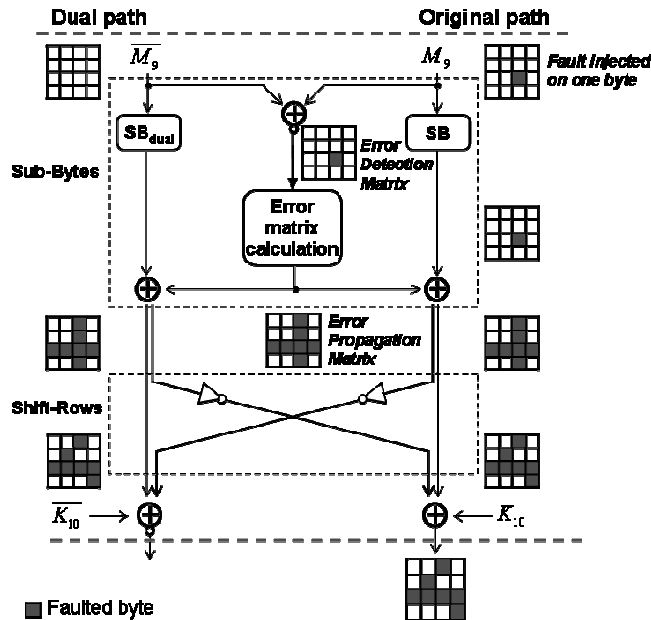 Dual path
Original path
M₉
M₉
Fault injected
on one byte
SBdual
SB
Error
Detection
Matrix
Sub-Bytes
Error
matrix
calculation
Error
Propagation
Matrix
Shift-Rows
K₁₀
K₁₀
Faulted byte